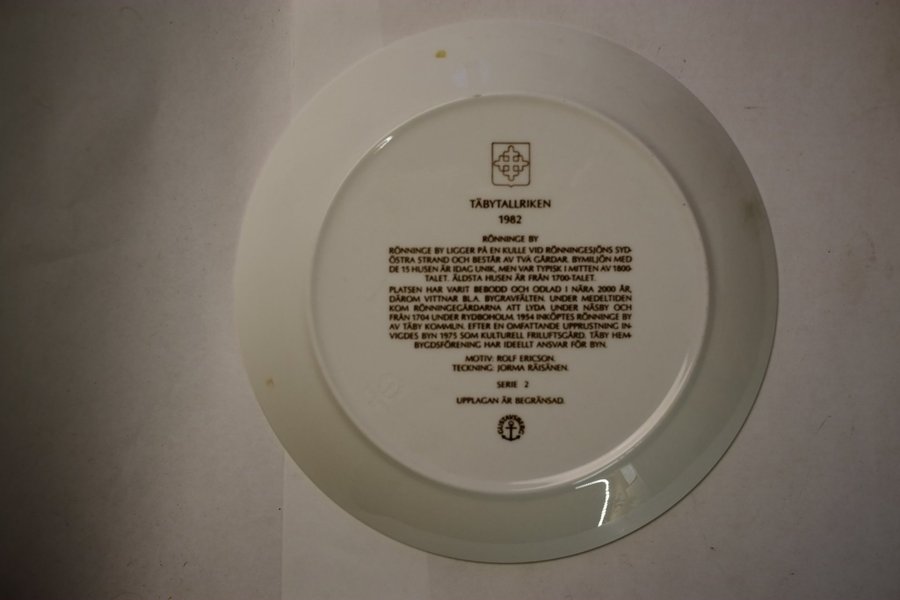 TÄBYTALLRIKEN
1982
RÖNNINGE BY
RÖNNINGE BY LIGGER PÅ EN KULLE VID RÖNNINGESJÖNS SYD-
ÖSTRA STRAND OCH BESTÅR AV TVÅ GÅRDAR. BYMILJÖN MED
DE 15 HUSEN ÄR IDAG UNIK, MEN VAR TYPISK I MITTEN AV 1800-
TALET. ÄLDSTA HUSEN ÄR FRÅN 1700-TALET.
PLATSEN HAR VARIT BEBODD OCH ODLAD I NÄRA 2000 ÅR,
DÄROM VITTNAR BL.A. BYGRAVFÄLTEN. UNDER MEDELTIDEN
KOM RÖNNINGEGÅRDARNA ATT LYDA UNDER NÄSBY OCH
FRÅN 1704 UNDER RYDBOHOLM. 1954 INKÖPTES RÖNNINGE BY
AV TÄBY KOMMUN. EFTER EN OMFATTANDE UPPRUSTNING IN-
VIGDES BYN 1975 SOM KULTURELL FRILUFTSGÅRD. TÄBY HEM-
BYGDSFÖRENING HAR IDEELLT ANSVAR FÖR BYN.
MOTIV: ROLF ERICSON.
TECKNING: JORMA RÄISÄNEN.
SERIE 2
UPPLAGAN ÄR BEGRÄNSAD.
GUSTAVSBERG